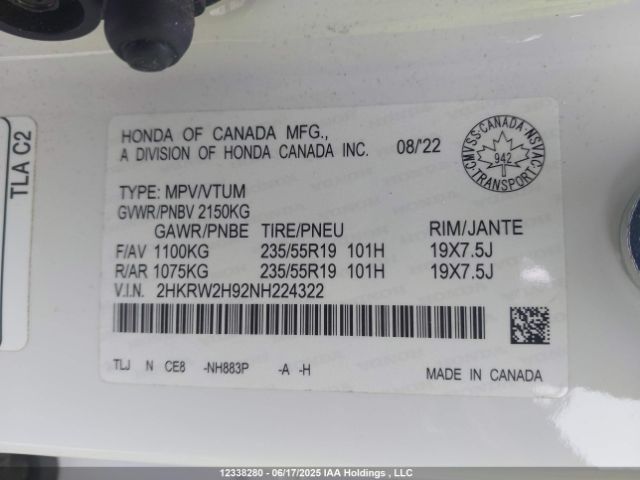 TLA C2
HONDA OF CANADA MFG.,
A DIVISION OF HONDA CANADA INC. 08/'22
CMVSS·CANADA·NSVAC
942
TRANSPORT
TYPE: MPV/VTUM
GVWR/PNBV 2150KG
GAWR/PNBE TIRE/PNEU RIM/JANTE
F/AV 1100KG 235/55R19 101H 19X7.5J
R/AR 1075KG 235/55R19 101H 19X7.5J
V.I.N. 2HKRW2H92NH224322
TLJ N CE8 -NH883P -A -H
MADE IN CANADA
12338280 - 06/17/2025 IAA Holdings , LLC